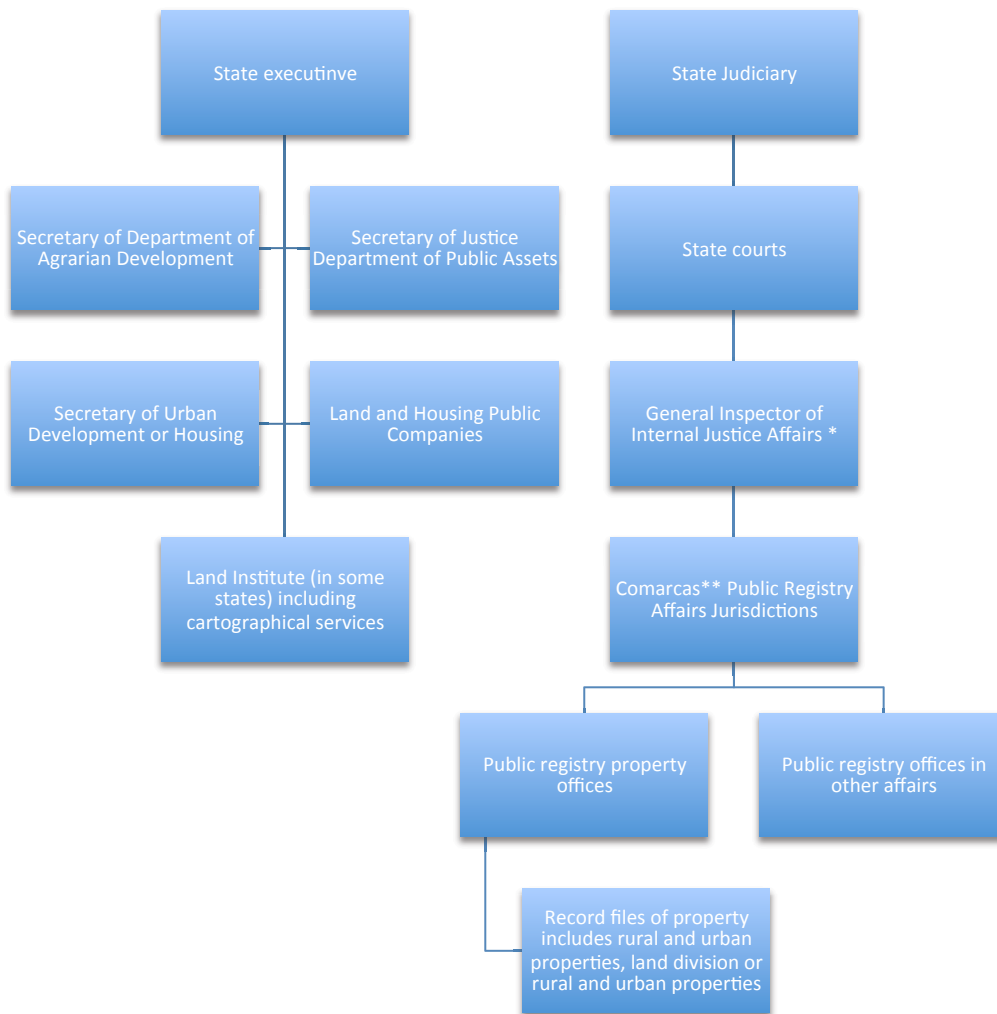 State executinve
State Judiciary
Secretary of Department of
Agrarian Development
Secretary of Justice
Department of Public Assets
State courts
Secretary of Urban
Development or Housing
Land and Housing Public
Companies
General Inspector of
Internal Justice Affairs *
Land Institute (in some
states) including
cartographical services
Comarcas** Public Registry
Affairs Jurisdictions
Public registry property
offices
Public registry offices in
other affairs
Record files of property
includes rural and urban
properties, land division or
rural and urban properties